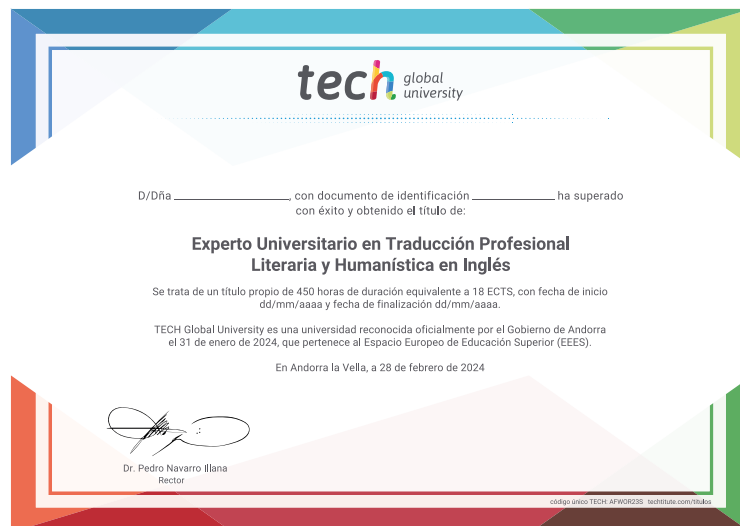 tech global university
D/Dña ____________, con documento de identificación ____________ ha superado
con éxito y obtenido el título de:
Experto Universitario en Traducción Profesional
Literaria y Humanística en Inglés
Se trata de un título propio de 450 horas de duración equivalente a 18 ECTS, con fecha de inicio
dd/mm/aaaa y fecha de finalización dd/mm/aaaa.
TECH Global University es una universidad reconocida oficialmente por el Gobierno de Andorra
el 31 de enero de 2024, que pertenece al Espacio Europeo de Educación Superior (EEES).
En Andorra la Vella, a 28 de febrero de 2024
Dr. Pedro Navarro Illana
Rector
código único TECH: AFWOR23S techtitute.com/titulos